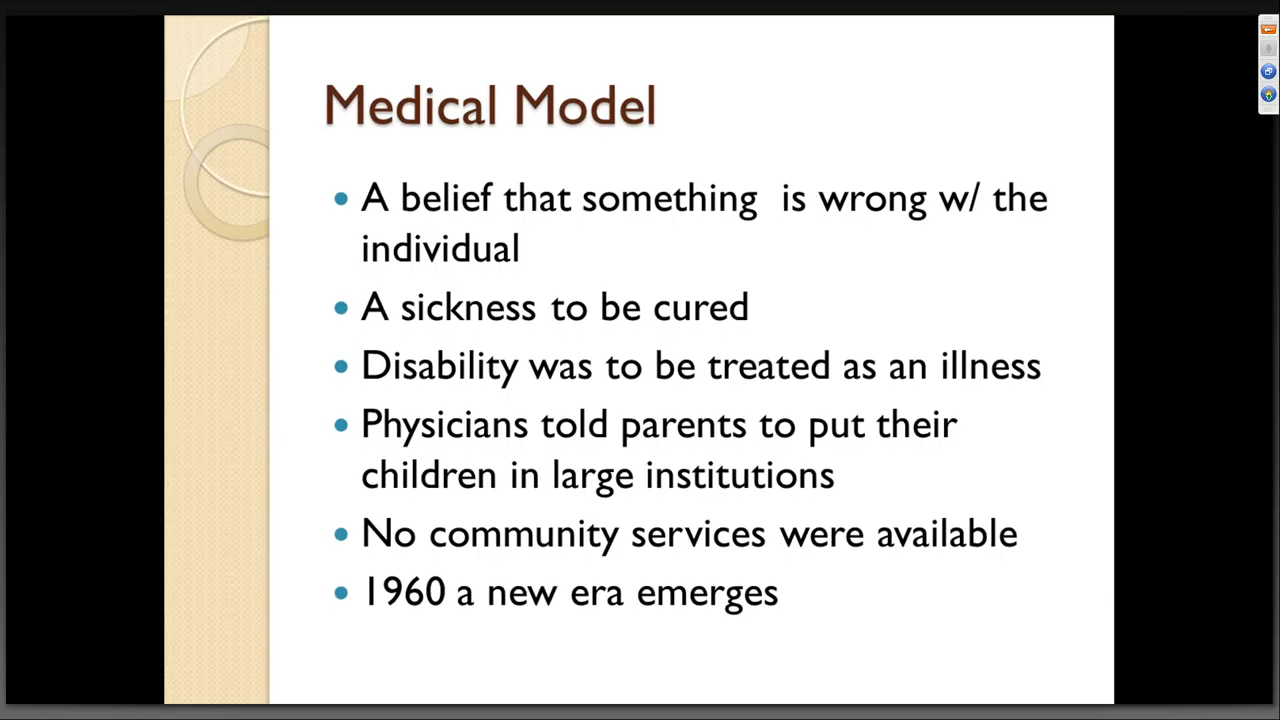 Medical Model
• A belief that something  is wrong w/ the
individual
• A sickness to be cured
• Disability was to be treated as an illness
• Physicians told parents to put their
children in large institutions
• No community services were available
• 1960 a new era emerges